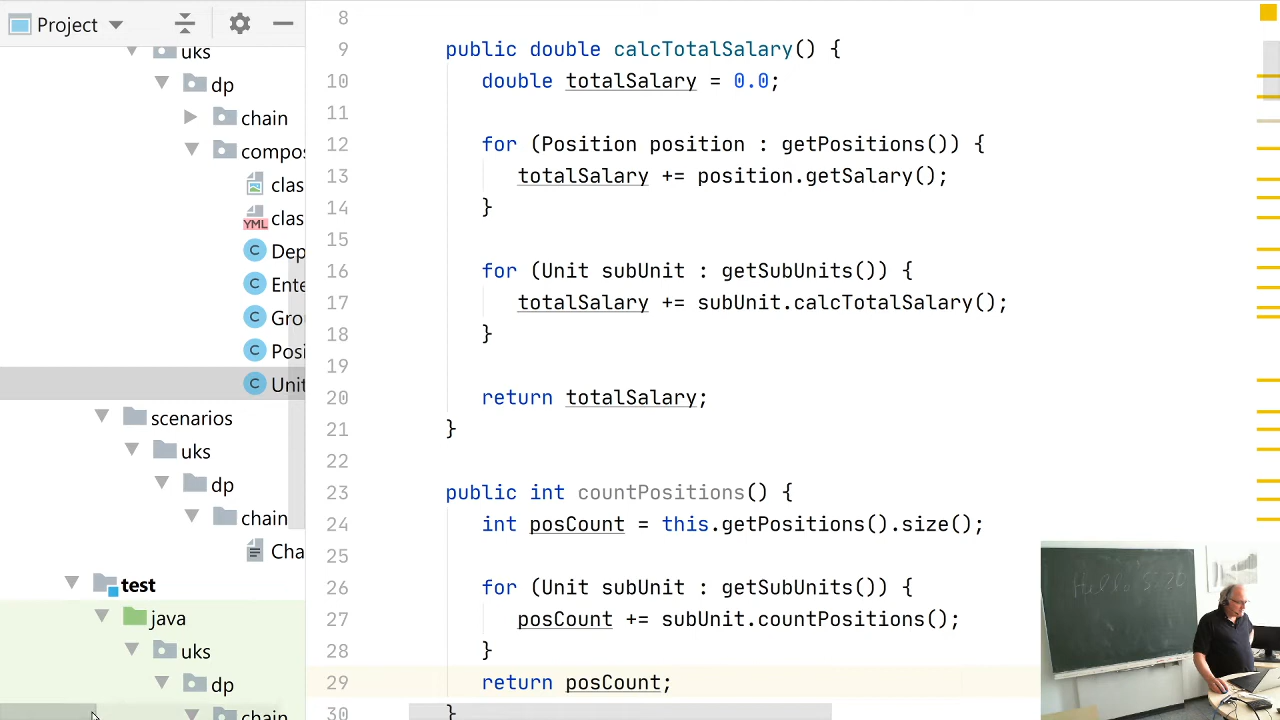 Project
uks
dp
chain
compo
clas
YML clas
C Dep
C Ente
C Gro
C Posi
C Unit
scenarios
uks
dp
chain
Cha
test
java
uks
dp
chain
8
9 public double calcTotalSalary() {
10 double totalSalary = 0.0;
11
12 for (Position position : getPositions()) {
13 totalSalary += position.getSalary();
14 }
15
16 for (Unit subUnit : getSubUnits()) {
17 totalSalary += subUnit.calcTotalSalary();
18 }
19
20 return totalSalary;
21 }
22
23 public int countPositions() {
24 int posCount = this.getPositions().size();
25
26 for (Unit subUnit : getSubUnits()) {
27 posCount += subUnit.countPositions();
28 }
29 return posCount;
30 }
Hello